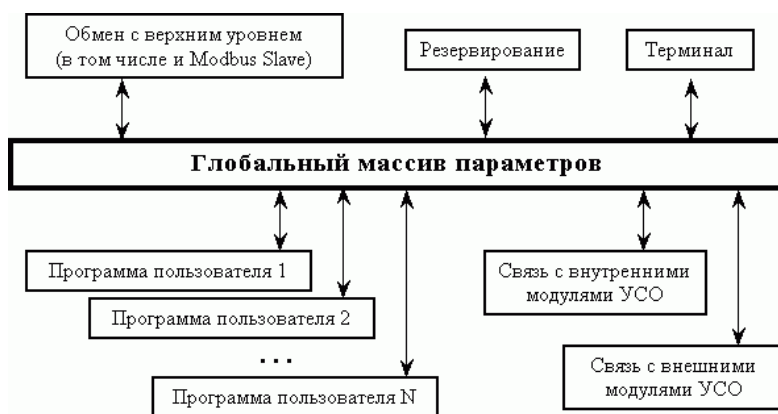 Обмен с верхним уровнем
(в том числе и Modbus Slave)
Резервирование
Терминал
Глобальный массив параметров
Программа пользователя 1
Программа пользователя 2
...
Программа пользователя N
Связь с внутренними
модулями УСО
Связь с внешними
модулями УСО